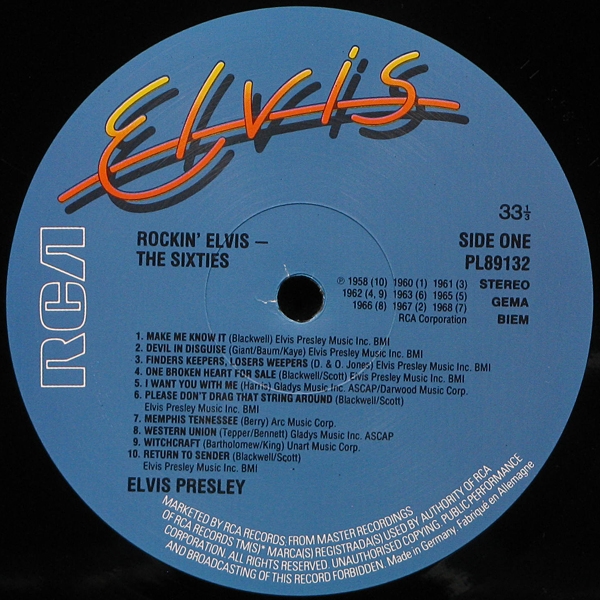 Elvis
RCA
33⅓
ROCKIN' ELVIS –
THE SIXTIES
SIDE ONE
PL89132
STEREO
GEMA
BIEM
℗ 1958 (10) 1960 (1) 1961 (3)
1962 (4, 9) 1963 (6) 1965 (5)
1966 (8) 1967 (2) 1968 (7)
RCA Corporation
1. MAKE ME KNOW IT (Blackwell) Elvis Presley Music Inc. BMI
2. DEVIL IN DISGUISE (Giant/Baum/Kaye) Elvis Presley Music Inc. BMI
3. FINDERS KEEPERS, LOSERS WEEPERS (D. & O. Jones) Elvis Presley Music Inc. BMI
4. ONE BROKEN HEART FOR SALE (Blackwell/Scott) Elvis Presley Music Inc. BMI
5. I WANT YOU WITH ME (Harris) Gladys Music Inc. ASCAP/Darwood Music Corp.
6. PLEASE DON'T DRAG THAT STRING AROUND (Blackwell/Scott)
Elvis Presley Music Inc. BMI
7. MEMPHIS TENNESSEE (Berry) Arc Music Corp.
8. WESTERN UNION (Tepper/Bennett) Gladys Music Inc. ASCAP
9. WITCHCRAFT (Bartholomew/King) Unart Music Corp.
10. RETURN TO SENDER (Blackwell/Scott)
Elvis Presley Music Inc. BMI
ELVIS PRESLEY
MARKETED BY RCA RECORDS. FROM MASTER RECORDINGS
OF RCA RECORDS TM(S)* MARCA(S) REGISTRADA(S) USED BY AUTHORITY OF RCA
CORPORATION. ALL RIGHTS RESERVED. UNAUTHORISED COPYING, PUBLIC PERFORMANCE
AND BROADCASTING OF THIS RECORD FORBIDDEN. Made in Germany, Fabriqué en Allemagne